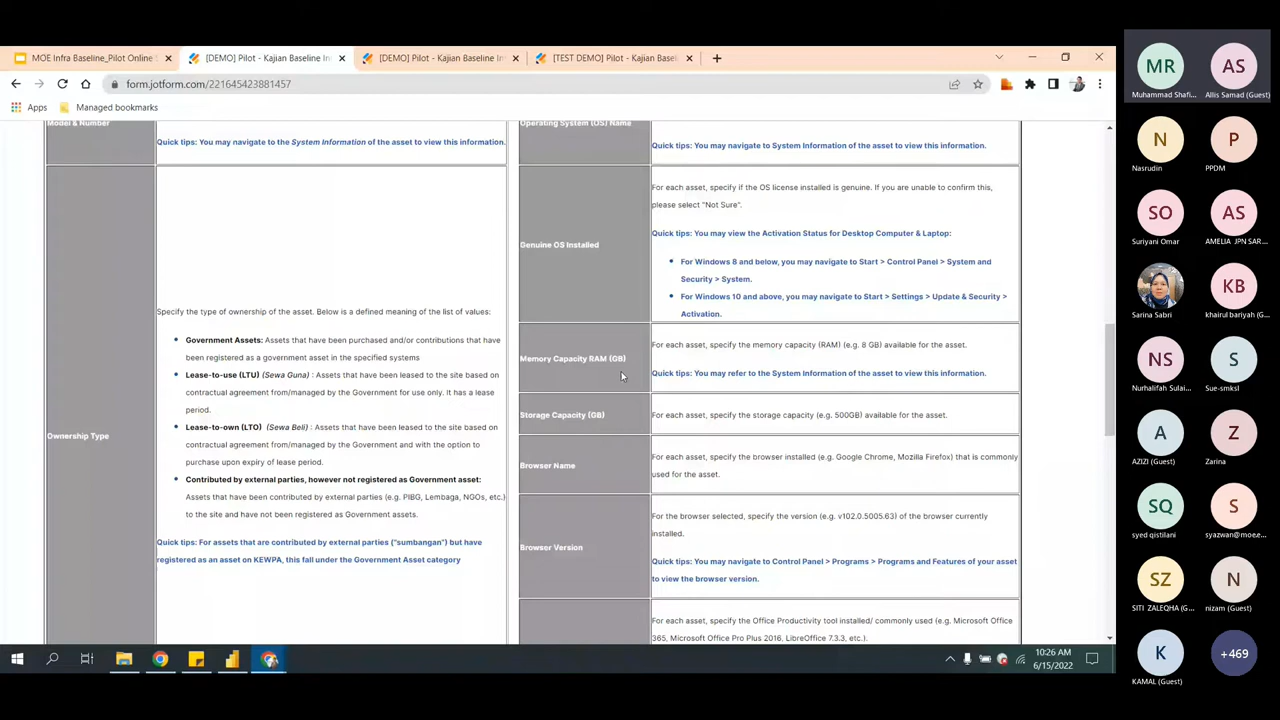 MOE Infra Baseline_Pilot Online
[DEMO] Pilot - Kajian Baseline In
[DEMO] Pilot - Kajian Baseline In
[TEST DEMO] Pilot - Kajian Basel
form.jotform.com/221645423881457
Apps
Managed bookmarks
Model & Number
Quick tips: You may navigate to the System Information of the asset to view this information.
Ownership Type
Specify the type of ownership of the asset. Below is a defined meaning of the list of values:
Government Assets: Assets that have been purchased and/or contributions that have
been registered as a government asset in the specified systems
Lease-to-use (LTU) (Sewa Guna) : Assets that have been leased to the site based on
contractual agreement from/managed by the Government for use only. It has a lease
period.
Lease-to-own (LTO) (Sewa Beli) : Assets that have been leased to the site based on
contractual agreement from/managed by the Government and with the option to
purchase upon expiry of lease period.
Contributed by external parties, however not registered as Government asset:
Assets that have been contributed by external parties (e.g. PIBG, Lembaga, NGOs, etc.)
to the site and have not been registered as Government assets.
Quick tips: For assets that are contributed by external parties ("sumbangan") but have
registered as an asset on KEWPA, this fall under the Government Asset category
Operating System (OS) Name
Quick tips: You may navigate to System Information of the asset to view this information.
Genuine OS Installed
For each asset, specify if the OS license installed is genuine. If you are unable to confirm this,
please select "Not Sure".
Quick tips: You may view the Activation Status for Desktop Computer & Laptop:
For Windows 8 and below, you may navigate to Start > Control Panel > System and
Security > System.
For Windows 10 and above, you may navigate to Start > Settings > Update & Security >
Activation.
Memory Capacity RAM (GB)
For each asset, specify the memory capacity (RAM) (e.g. 8 GB) available for the asset.
Quick tips: You may refer to the System Information of the asset to view this information.
Storage Capacity (GB)
For each asset, specify the storage capacity (e.g. 500GB) available for the asset.
Browser Name
For each asset, specify the browser installed (e.g. Google Chrome, Mozilla Firefox) that is commonly
used for the asset.
Browser Version
For the browser selected, specify the version (e.g. v102.0.5005.63) of the browser currently
installed.
Quick tips: You may navigate to Control Panel > Programs > Programs and Features of your asset
to view the browser version.
For each asset, specify the Office Productivity tool installed/ commonly used (e.g. Microsoft Office
365, Microsoft Office Pro Plus 2016, LibreOffice 7.3.3, etc.).
10:26 AM
6/15/2022
MR
Muhammad Shafi...
AS
Allis Samad (Guest)
N
Nasrudin
P
PPDM
SO
Suriyani Omar
AS
AMELIA JPN SAR...
Sarina Sabri
KB
khairul bariyah (G...
NS
Nurhalifah Sulai...
S
Sue-smksl
A
AZIZI (Guest)
Z
Zarina
SQ
syed qistilani
S
syazwan@moe.e...
SZ
SITI ZALEQHA (G...
N
nizam (Guest)
K
KAMAL (Guest)
+469